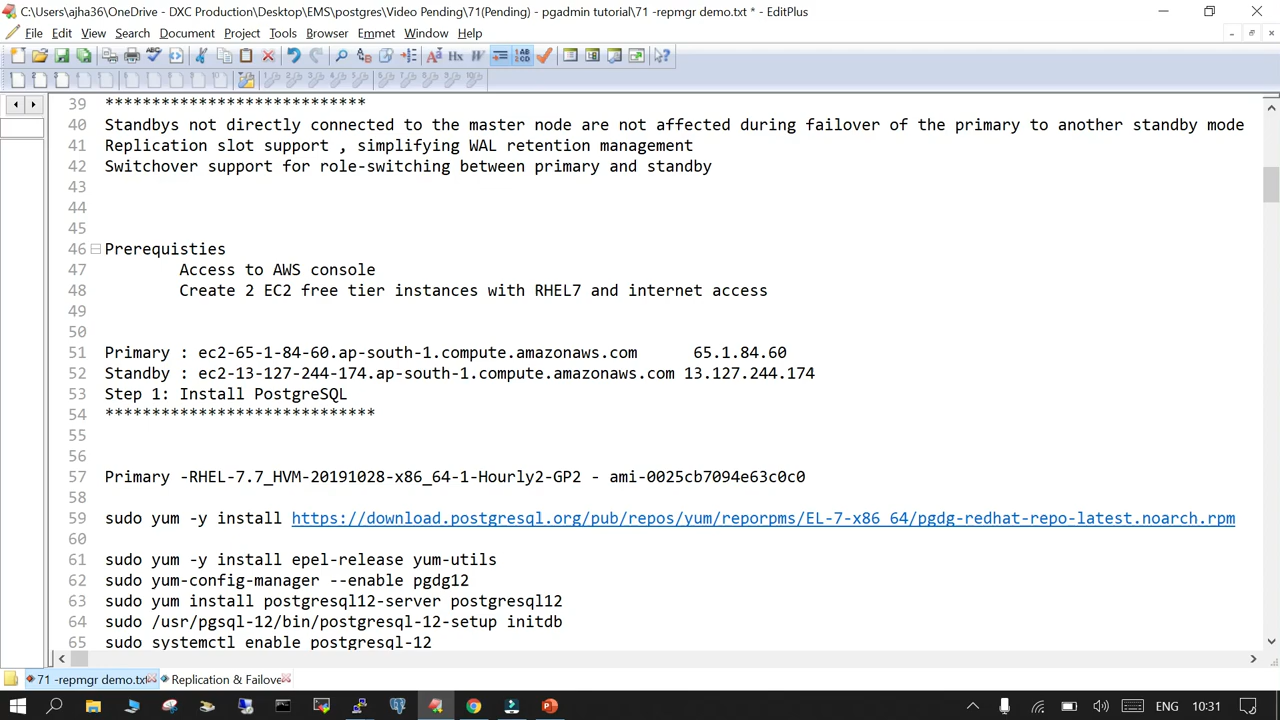 C:\Users\ajha36\OneDrive - DXC Production\Desktop\EMS\postgres\Video Pending\71(Pending) - pgadmin tutorial\71 -repmgr demo.txt * - EditPlus
File Edit View Search Document Project Tools Browser Emmet Window Help
39 ****************************
40 Standbys not directly connected to the master node are not affected during failover of the primary to another standby mode
41 Replication slot support , simplifying WAL retention management
42 Switchover support for role-switching between primary and standby
43
44
45
46 Prerequisties
47 Access to AWS console
48 Create 2 EC2 free tier instances with RHEL7 and internet access
49
50
51 Primary : ec2-65-1-84-60.ap-south-1.compute.amazonaws.com 65.1.84.60
52 Standby : ec2-13-127-244-174.ap-south-1.compute.amazonaws.com 13.127.244.174
53 Step 1: Install PostgreSQL
54 *****************************
55
56
57 Primary -RHEL-7.7_HVM-20191028-x86_64-1-Hourly2-GP2 - ami-0025cb7094e63c0c0
58
59 sudo yum -y install https://download.postgresql.org/pub/repos/yum/reporpms/EL-7-x86_64/pgdg-redhat-repo-latest.noarch.rpm
60
61 sudo yum -y install epel-release yum-utils
62 sudo yum-config-manager --enable pgdg12
63 sudo yum install postgresql12-server postgresql12
64 sudo /usr/pgsql-12/bin/postgresql-12-setup initdb
65 sudo systemctl enable postgresql-12
71 -repmgr demo.txt Replication & Failove
ENG 10:31